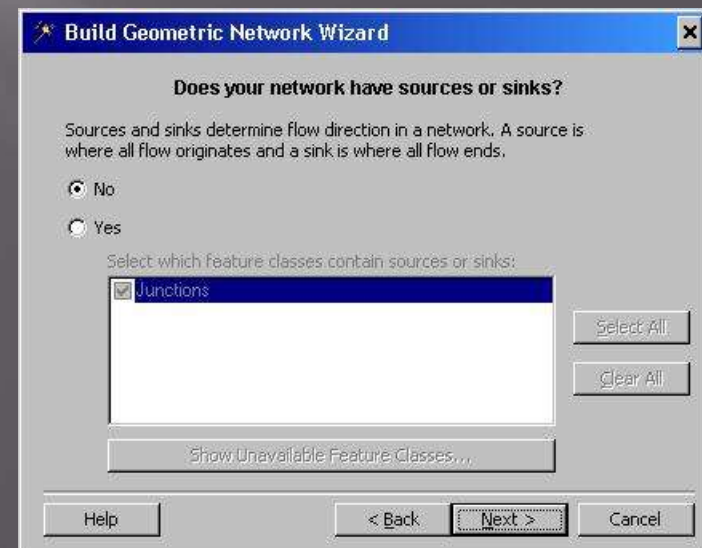 Build Geometric Network Wizard
Does your network have sources or sinks?
Sources and sinks determine flow direction in a network. A source is
where all flow originates and a sink is where all flow ends.
No
Yes
Select which feature classes contain sources or sinks:
Junctions
Select All
Clear All
Show Unavailable Feature Classes...
Help
< Back
Next >
Cancel